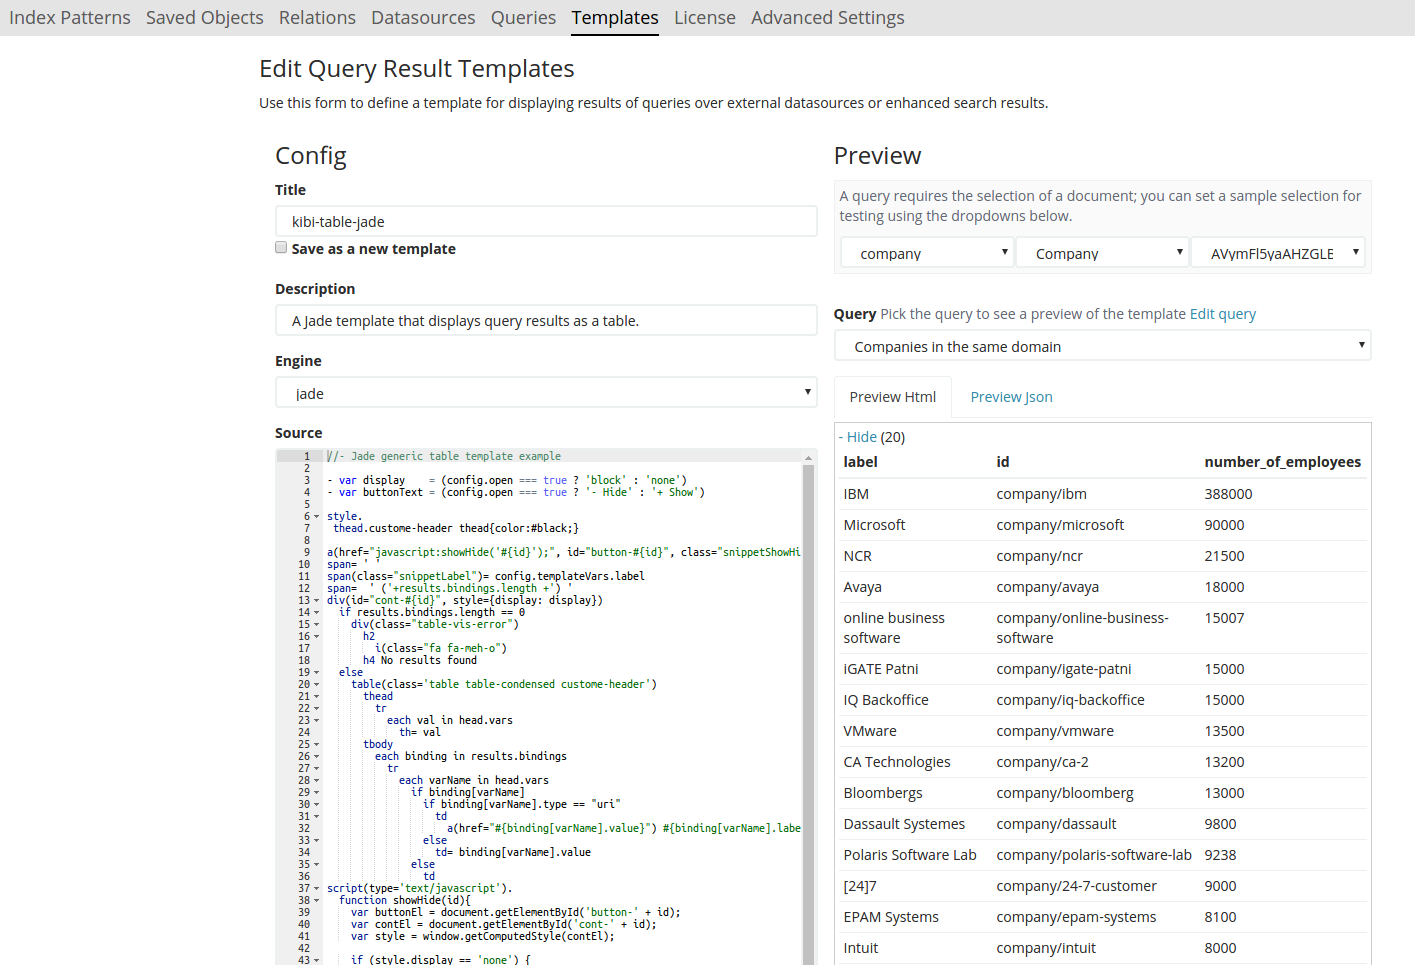 Index Patterns Saved Objects Relations Datasources Queries Templates License Advanced Settings
Edit Query Result Templates
Use this form to define a template for displaying results of queries over external datasources or enhanced search results.
Config
Title
kibi-table-jade
Save as a new template
Description
A Jade template that displays query results as a table.
Engine
jade
Source
1 //- Jade generic table template example
2
3 - var display    = (config.open === true ? 'block' : 'none')
4 - var buttonText = (config.open === true ? '- Hide' : '+ Show')
5
6 style.
7  thead.custome-header thead{color:#black;}
8
9 a(href="javascript:showHide('#{id}');", id="button-#{id}", class="snippetShowHi
10 span= ' '
11 span(class="snippetLabel")= config.templateVars.label
12 span=  ' ('+results.bindings.length +') '
13 div(id="cont-#{id}", style={display: display})
14   if results.bindings.length == 0
15     div(class="table-vis-error")
16       h2
17         i(class="fa fa-meh-o")
18       h4 No results found
19   else
20     table(class='table table-condensed custome-header')
21       thead
22         tr
23           each val in head.vars
24             th= val
25       tbody
26         each binding in results.bindings
27           tr
28             each varName in head.vars
29               if binding[varName]
30                 if binding[varName].type == "uri"
31                   td
32                     a(href="#{binding[varName].value}") #{binding[varName].labe
33                 else
34                   td= binding[varName].value
35               else
36                 td
37 script(type='text/javascript').
38   function showHide(id){
39     var buttonEl = document.getElementById('button-' + id);
40     var contEl = document.getElementById('cont-' + id);
41     var style = window.getComputedStyle(contEl);
42
43     if (style.display == 'none') {
Preview
A query requires the selection of a document; you can set a sample selection for
testing using the dropdowns below.
company Company AVymFl5yaAHZGLE
Query Pick the query to see a preview of the template Edit query
Companies in the same domain
Preview Html Preview Json
- Hide (20)
label id number_of_employees
IBM company/ibm 388000
Microsoft company/microsoft 90000
NCR company/ncr 21500
Avaya company/avaya 18000
online business company/online-business- 15007
software software
iGATE Patni company/igate-patni 15000
IQ Backoffice company/iq-backoffice 15000
VMware company/vmware 13500
CA Technologies company/ca-2 13200
Bloombergs company/bloomberg 13000
Dassault Systemes company/dassault 9800
Polaris Software Lab company/polaris-software-lab 9238
[24]7 company/24-7-customer 9000
EPAM Systems company/epam-systems 8100
Intuit company/intuit 8000